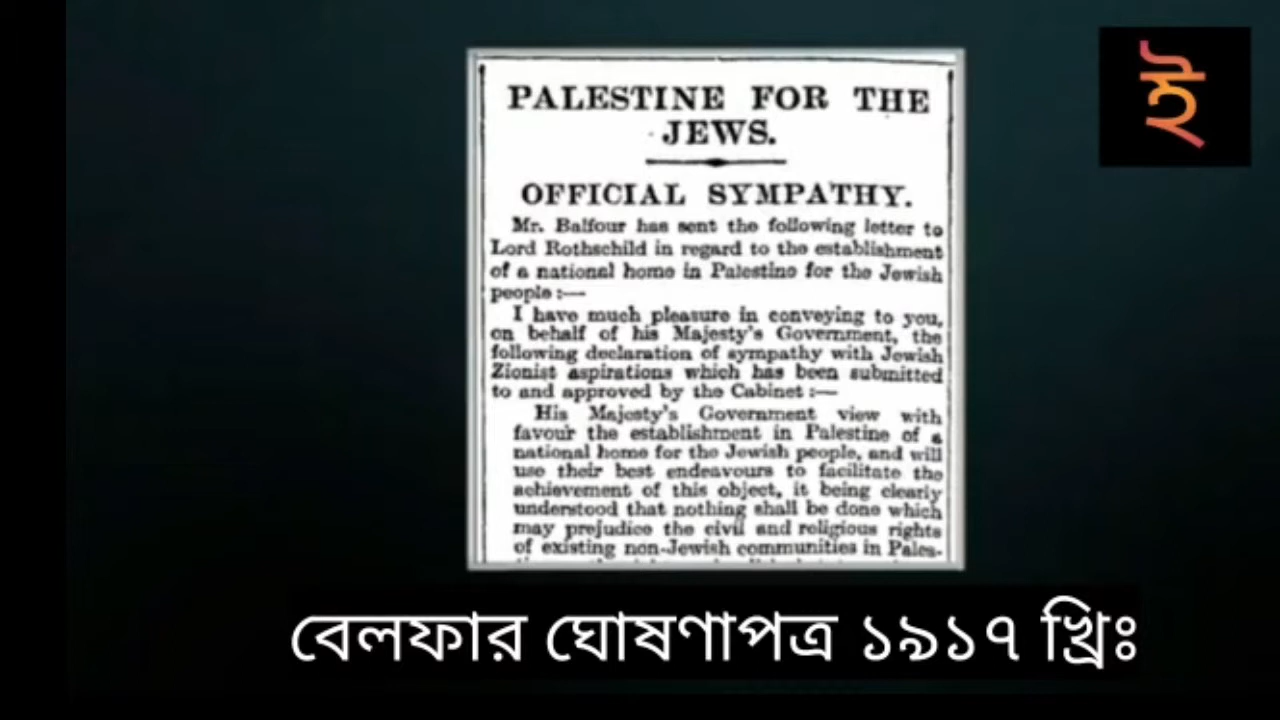 PALESTINE FOR THE
JEWS.
OFFICIAL SYMPATHY.
Mr. Balfour has sent the following letter to
Lord Rothschild in regard to the establishment
of a national home in Palestine for the Jewish
people :—
I have much pleasure in conveying to you,
on behalf of his Majesty's Government, the
following declaration of sympathy with Jewish
Zionist aspirations which has been submitted
to and approved by the Cabinet :—
His Majesty's Government view with
favour the establishment in Palestine of a
national home for the Jewish people, and will
use their best endeavours to facilitate the
achievement of this object, it being clearly
understood that nothing shall be done which
may prejudice the civil and religious rights
of existing non-Jewish communities in Pales-
বেলফার ঘোষণাপত্র ১৯১৭ খ্রিঃ